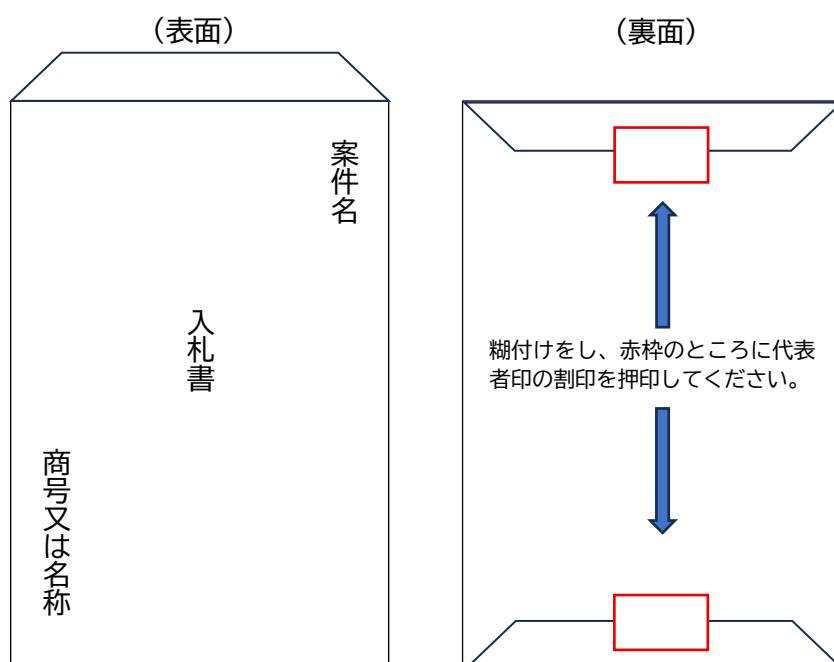 （表面）
案件名
入札書
商号又は名称
（裏面）
糊付けをし、赤枠のところに代表
者印の割印を押印してください。